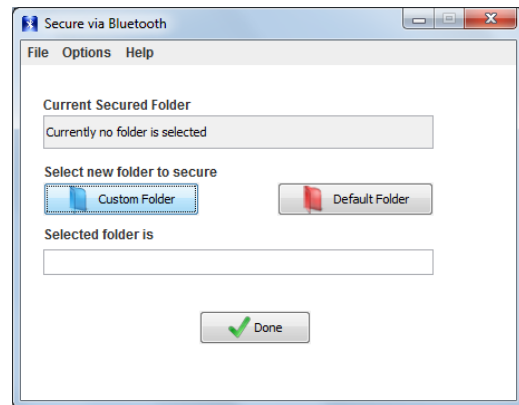 Secure via Bluetooth
File Options Help
Current Secured Folder
Currently no folder is selected
Select new folder to secure
Custom Folder Default Folder
Selected folder is
Done